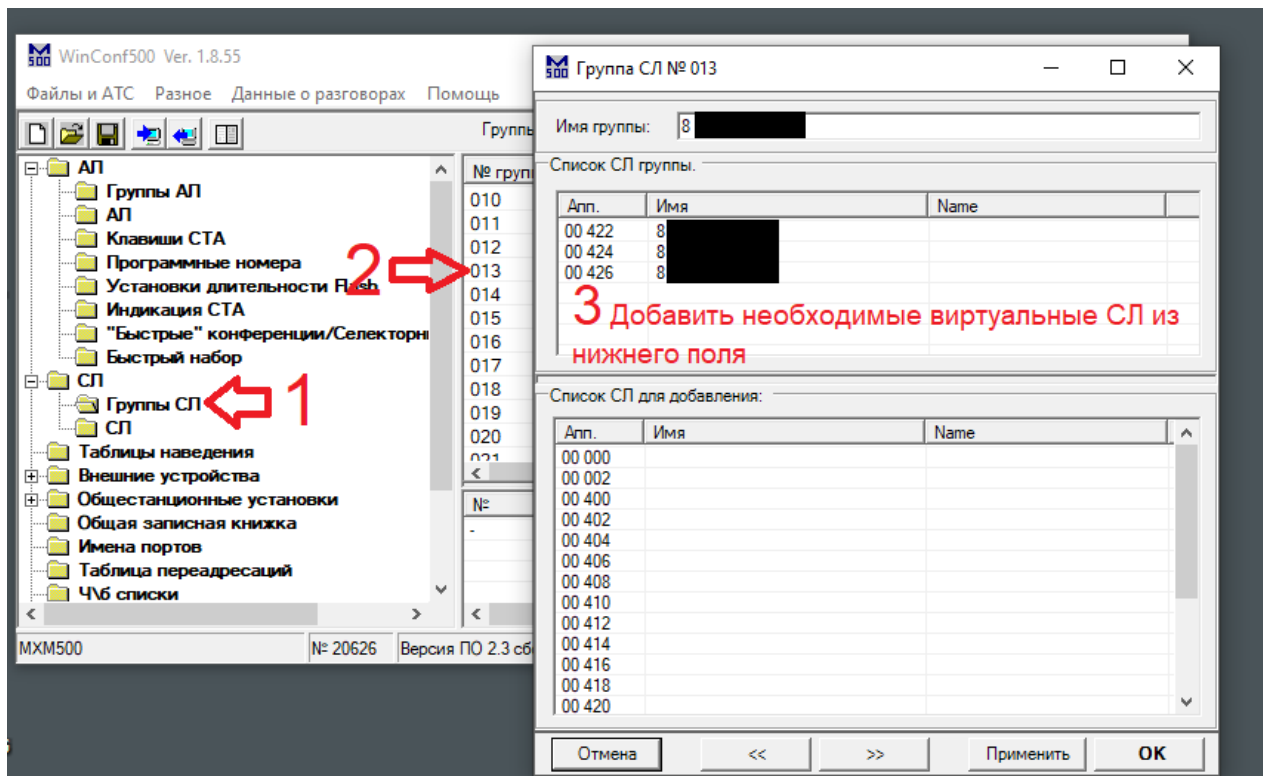 WinConf500 Ver. 1.8.55
Файлы и АТС Разное Данные о разговорах Помощь
АП
Группы АП
АП
Клавиши СТА
Программные номера
Установки длительности Flash
Индикация СТА
"Быстрые" конференции/Селекторн
Быстрый набор
СЛ
Группы СЛ
СЛ
Таблицы наведения
Внешние устройства
Общестанционные установки
Общая записная книжка
Имена портов
Таблица переадресаций
Ч\б списки
1
2
Группы
№ груп
010
011
012
013
014
015
016
017
018
019
020
021
№
-
MXM500 № 20626 Версия ПО 2.3 сб
Группа СЛ № 013
Имя группы: 8
Список СЛ группы.
Апп. Имя Name
00 422 8
00 424 8
00 426 8
3 Добавить необходимые виртуальные СЛ из
нижнего поля
Список СЛ для добавления:
Апп. Имя Name
00 000
00 002
00 400
00 402
00 404
00 406
00 408
00 410
00 412
00 414
00 416
00 418
00 420
Отмена << >> Применить OK